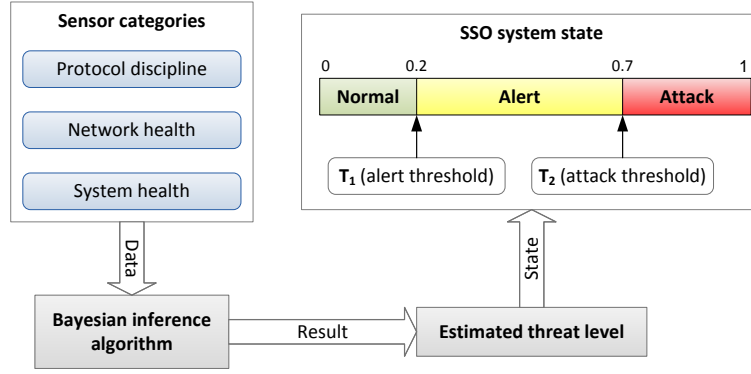 Sensor categories
Protocol discipline
Network health
System health
Data
Bayesian inference
algorithm
Result
Estimated threat level
State
SSO system state
0 0.2 0.7 1
Normal Alert Attack
T₁ (alert threshold) T₂ (attack threshold)